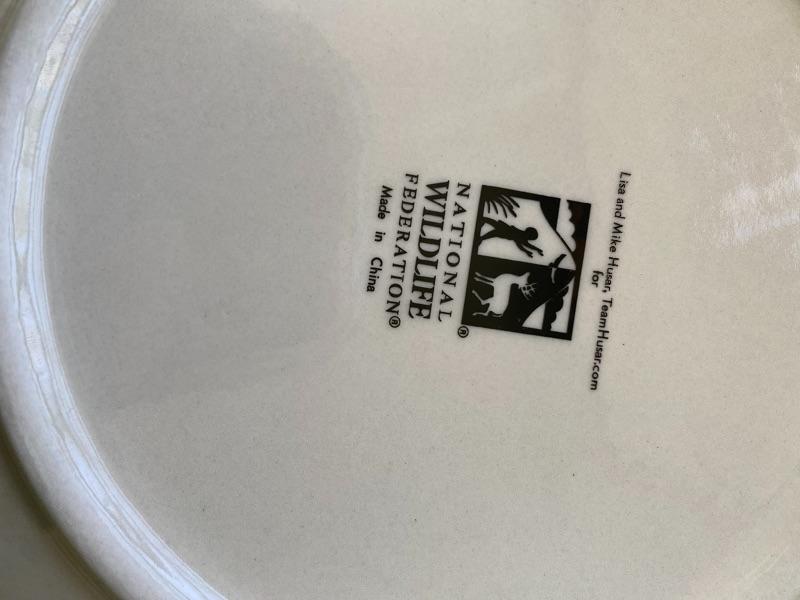 Lisa and Mike Husar, TeamHusar.com
for
NATIONAL®
WILDLIFE
FEDERATION®
Made in China